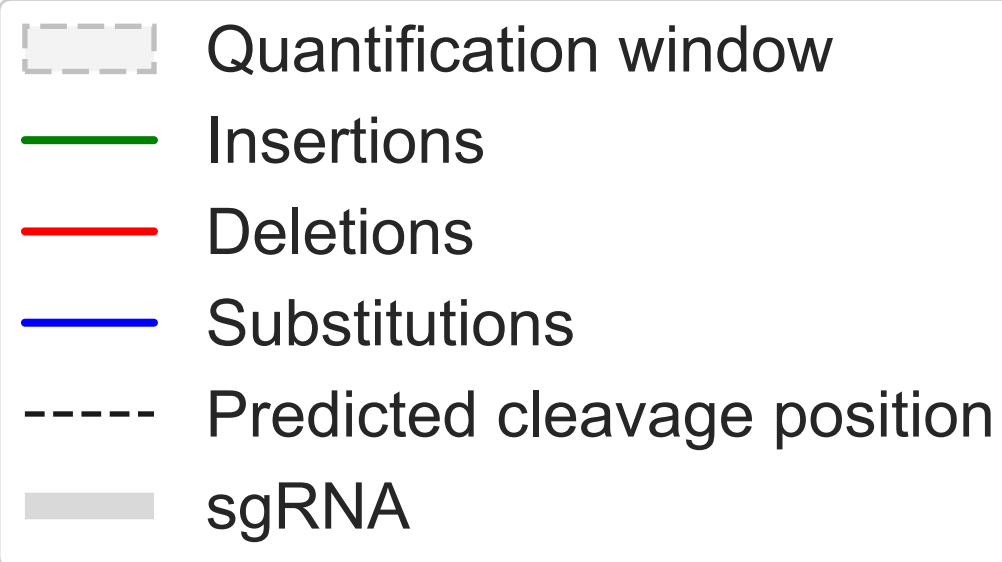 Quantification window
Insertions
Deletions
Substitutions
Predicted cleavage position
sgRNA